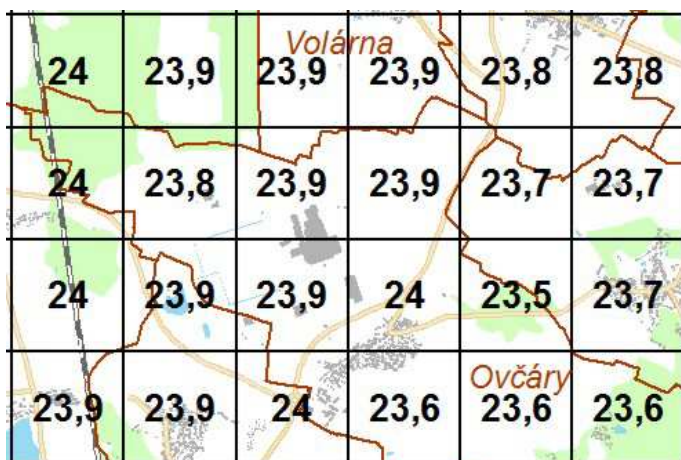 Volárna
24 23,9 23,9 23,9 23,8 23,8
24 23,8 23,9 23,9 23,7 23,7
24 23,9 23,9 24 23,5 23,7
Ovčáry
23,9 23,9 24 23,6 23,6 23,6